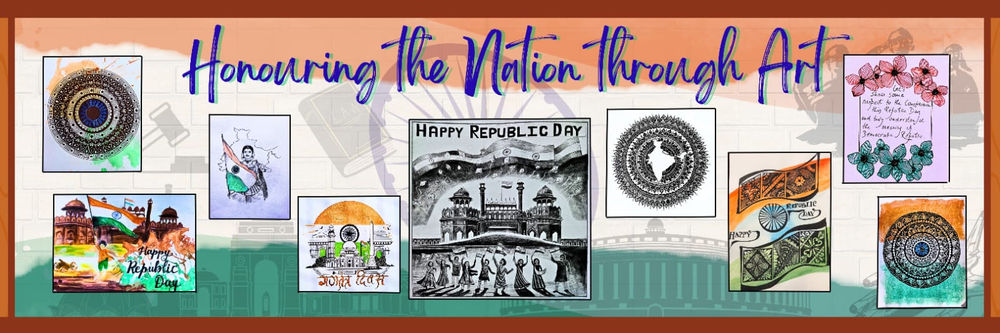 Honouring the Nation through Art
LAW
HAPPY REPUBLIC DAY
Let's
Show some
respect to the Constitution
this Republic Day
and truly understand
the meaning of
Democratic Republic.
REPUBLIC
DAY
HAPPY
Happy
Republic
Day
गणतंत्र दिवस